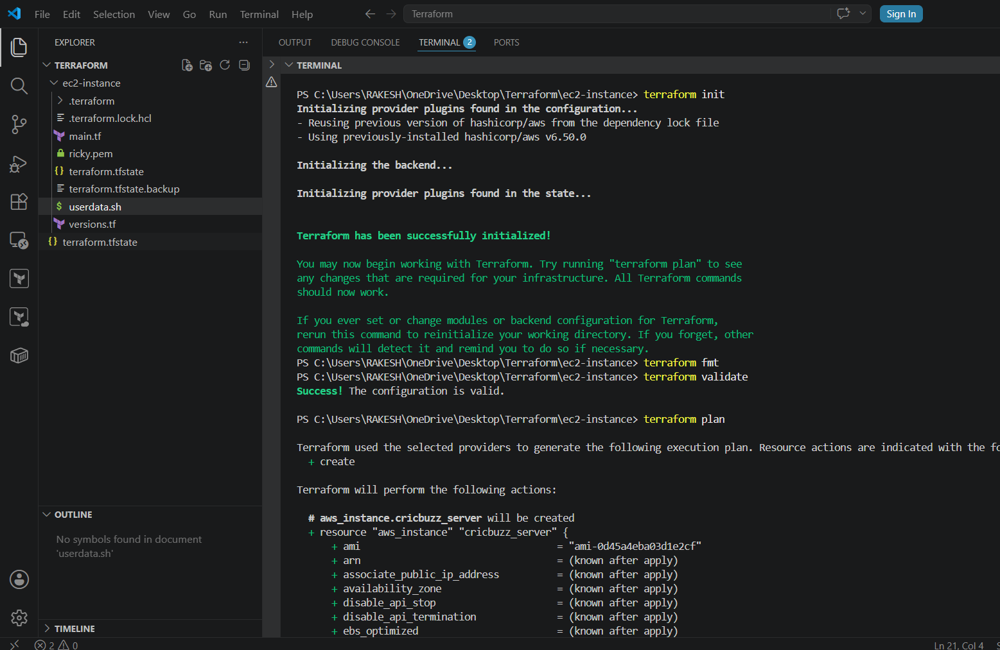 File Edit Selection View Go Run Terminal Help
Terraform
Sign In
EXPLORER
TERRAFORM
ec2-instance
.terraform
.terraform.lock.hcl
main.tf
ricky.pem
terraform.tfstate
terraform.tfstate.backup
userdata.sh
versions.tf
terraform.tfstate
OUTLINE
No symbols found in document
'userdata.sh'
TIMELINE
OUTPUT DEBUG CONSOLE TERMINAL 2 PORTS
TERMINAL
PS C:\Users\RAKESH\OneDrive\Desktop\Terraform\ec2-instance> terraform init
Initializing provider plugins found in the configuration...
- Reusing previous version of hashicorp/aws from the dependency lock file
- Using previously-installed hashicorp/aws v6.50.0
Initializing the backend...
Initializing provider plugins found in the state...
Terraform has been successfully initialized!
You may now begin working with Terraform. Try running "terraform plan" to see
any changes that are required for your infrastructure. All Terraform commands
should now work.
If you ever set or change modules or backend configuration for Terraform,
rerun this command to reinitialize your working directory. If you forget, other
commands will detect it and remind you to do so if necessary.
PS C:\Users\RAKESH\OneDrive\Desktop\Terraform\ec2-instance> terraform fmt
PS C:\Users\RAKESH\OneDrive\Desktop\Terraform\ec2-instance> terraform validate
Success! The configuration is valid.
PS C:\Users\RAKESH\OneDrive\Desktop\Terraform\ec2-instance> terraform plan
Terraform used the selected providers to generate the following execution plan. Resource actions are indicated with the fo
+ create
Terraform will perform the following actions:
# aws_instance.cricbuzz_server will be created
+ resource "aws_instance" "cricbuzz_server" {
+ ami = "ami-0d45a4eba03d1e2cf"
+ arn = (known after apply)
+ associate_public_ip_address = (known after apply)
+ availability_zone = (known after apply)
+ disable_api_stop = (known after apply)
+ disable_api_termination = (known after apply)
+ ebs_optimized = (known after apply)
2 0
Ln 21, Col 4